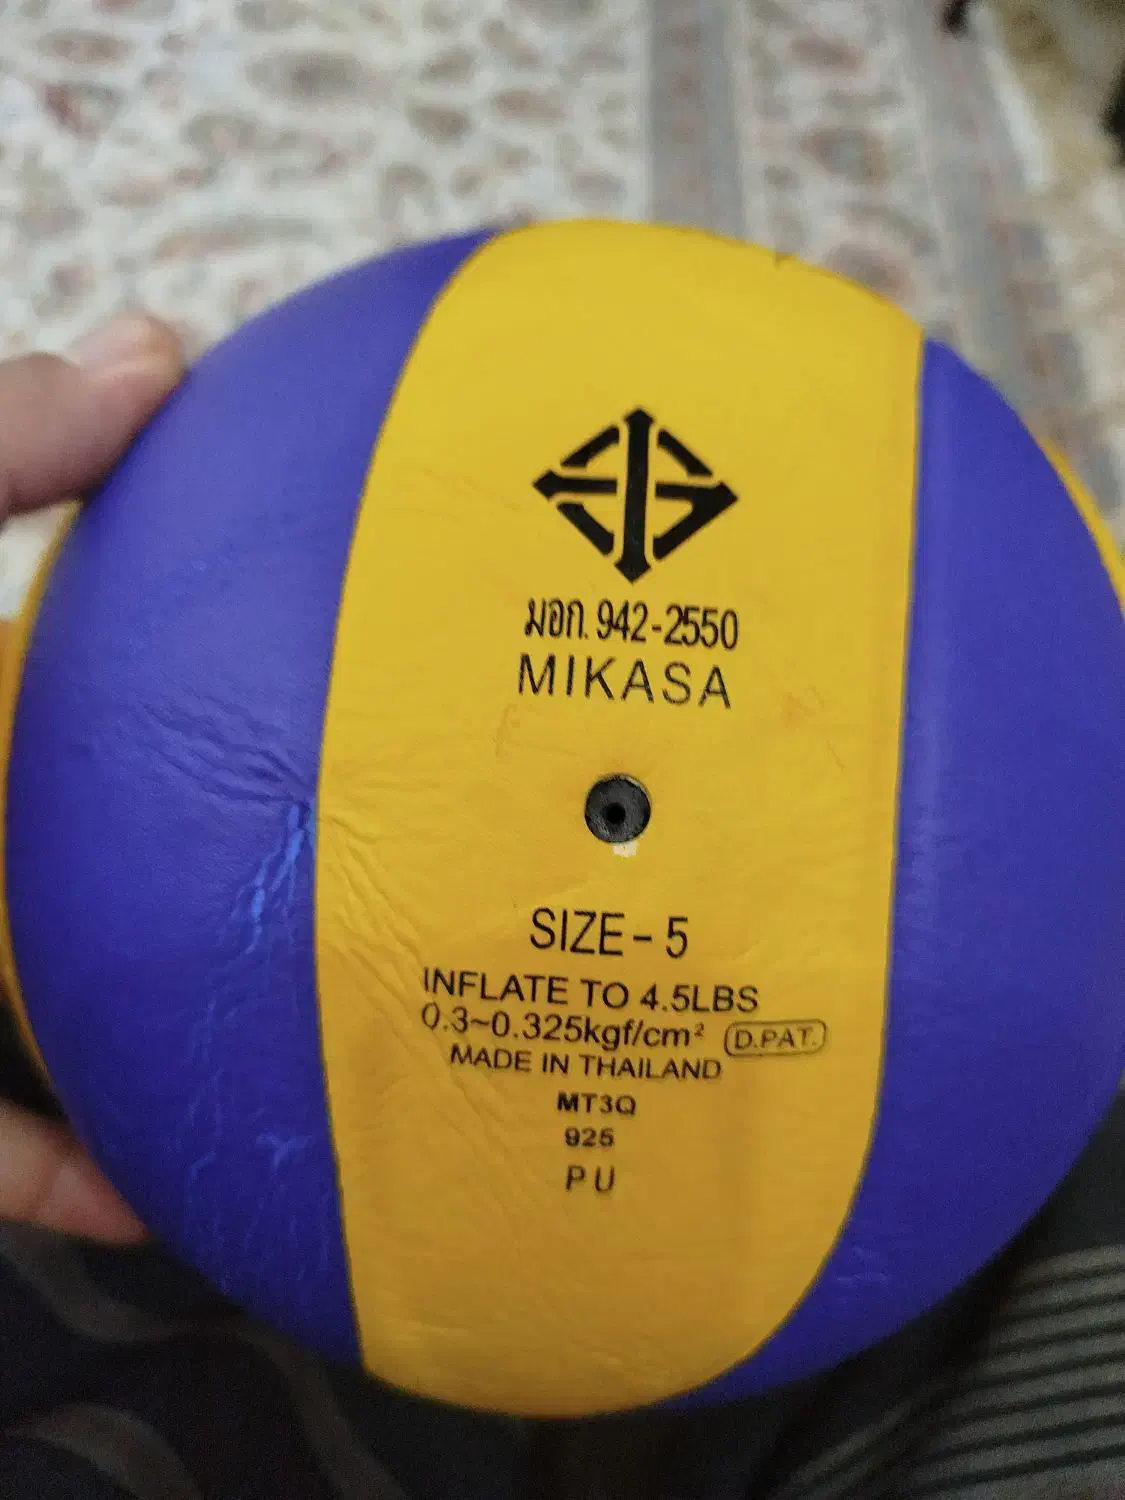 มอก. 942-2550
MIKASA
SIZE-5
INFLATE TO 4.5LBS
0.3~0.325kgf/cm² D.PAT.
MADE IN THAILAND
MT3Q
925
PU